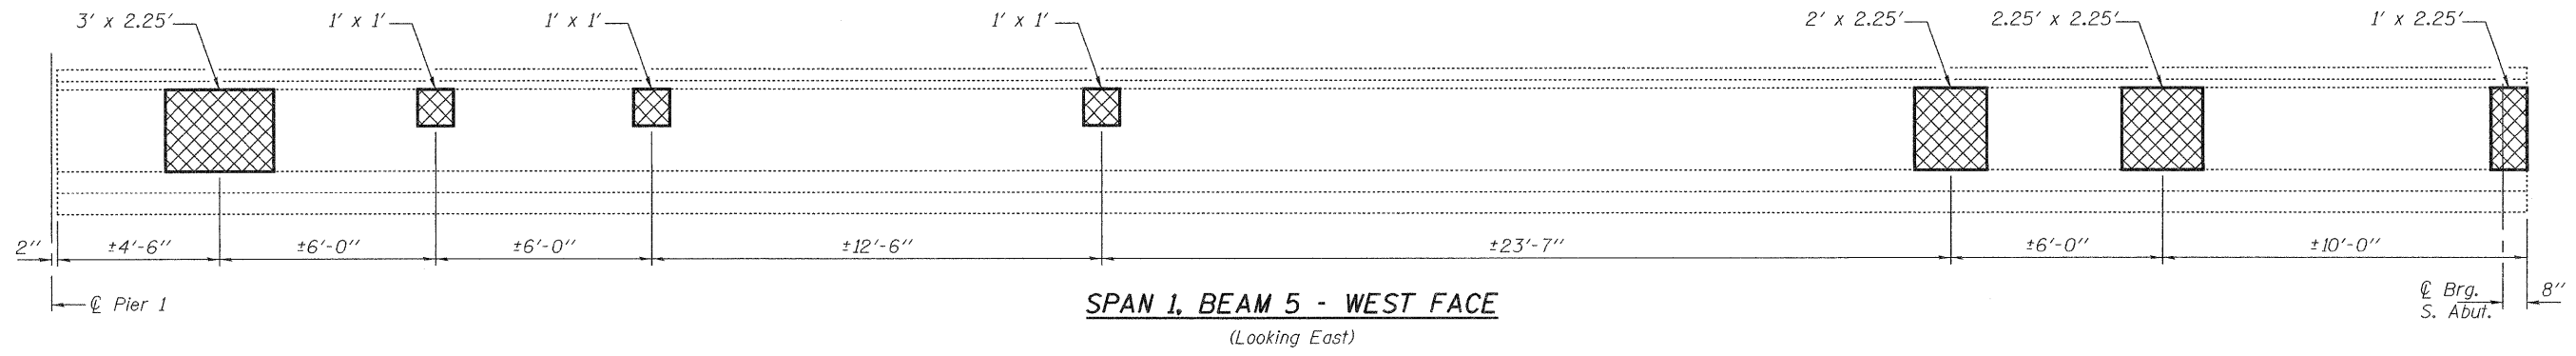 3' x 2.25' 1' x 1' 1' x 1' 1' x 1' 2' x 2.25' 2.25' x 2.25' 1' x 2.25'
2" ±4'-6" ±6'-0" ±6'-0" ±12'-6" ±23'-7" ±6'-0" ±10'-0"
℄ Pier 1
℄ Brg. 8"
S. Abut.
SPAN 1, BEAM 5 - WEST FACE
(Looking East)